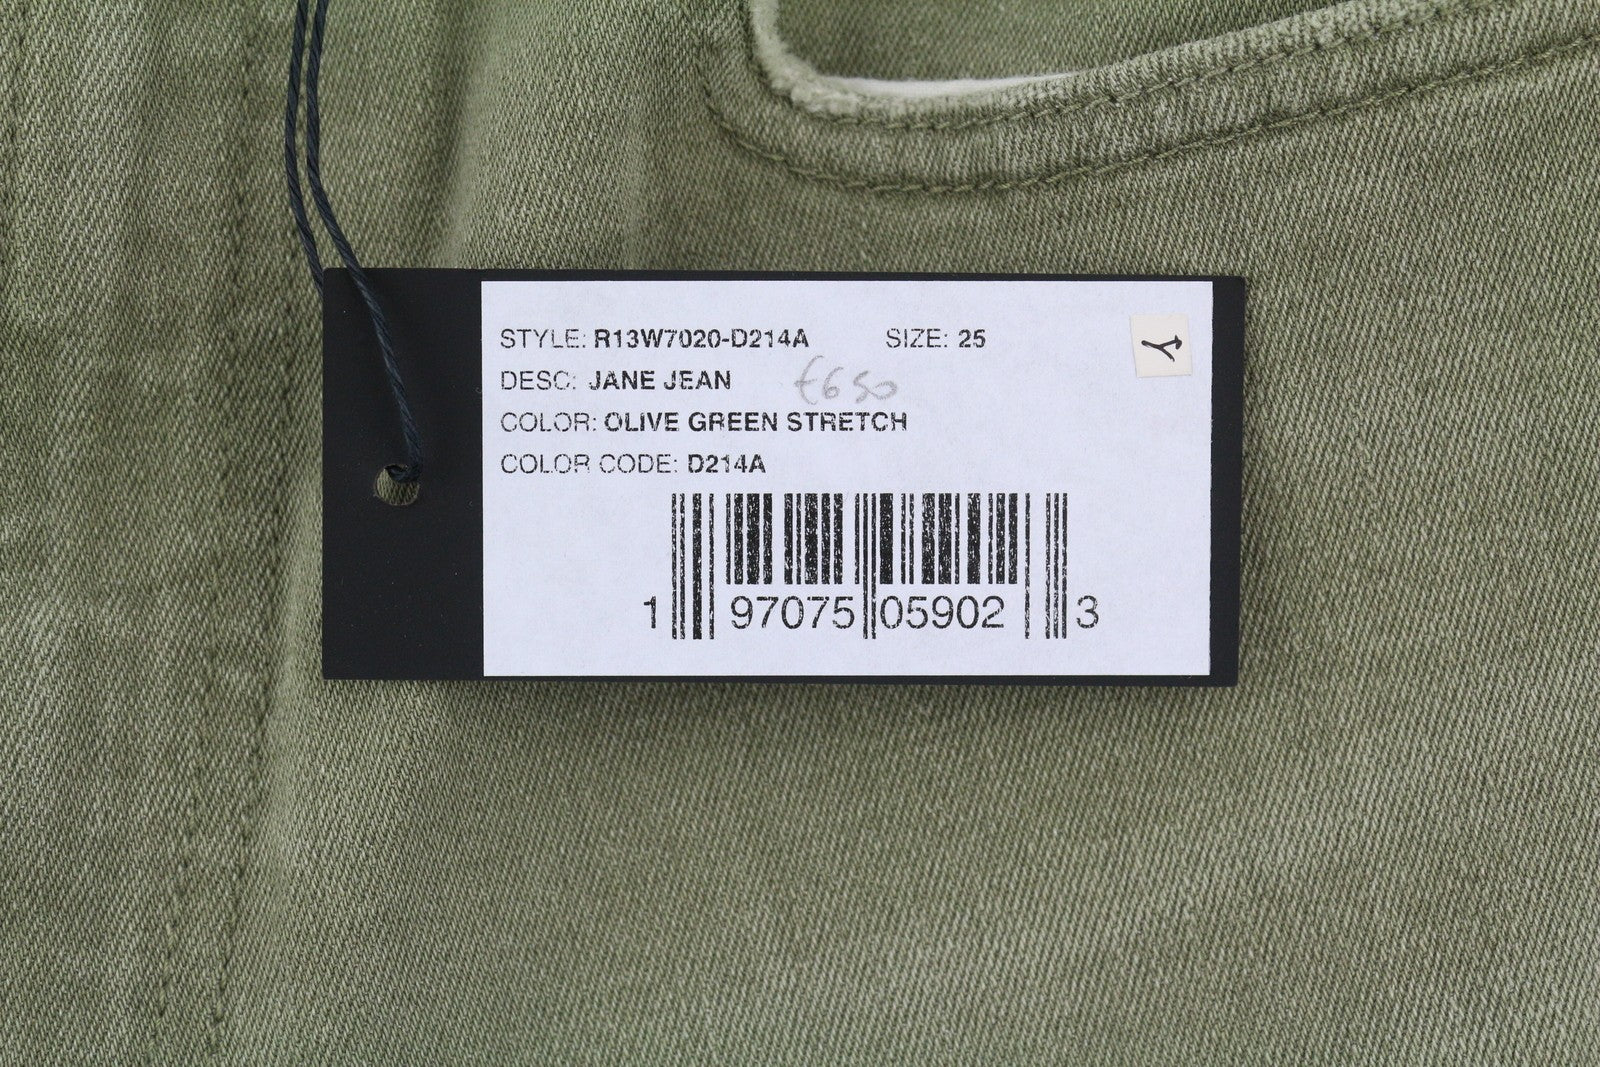 STYLE: R13W7020-D214A SIZE: 25
DESC: JANE JEAN €650
COLOR: OLIVE GREEN STRETCH
COLOR CODE: D214A
1 97075 05902 3
Y